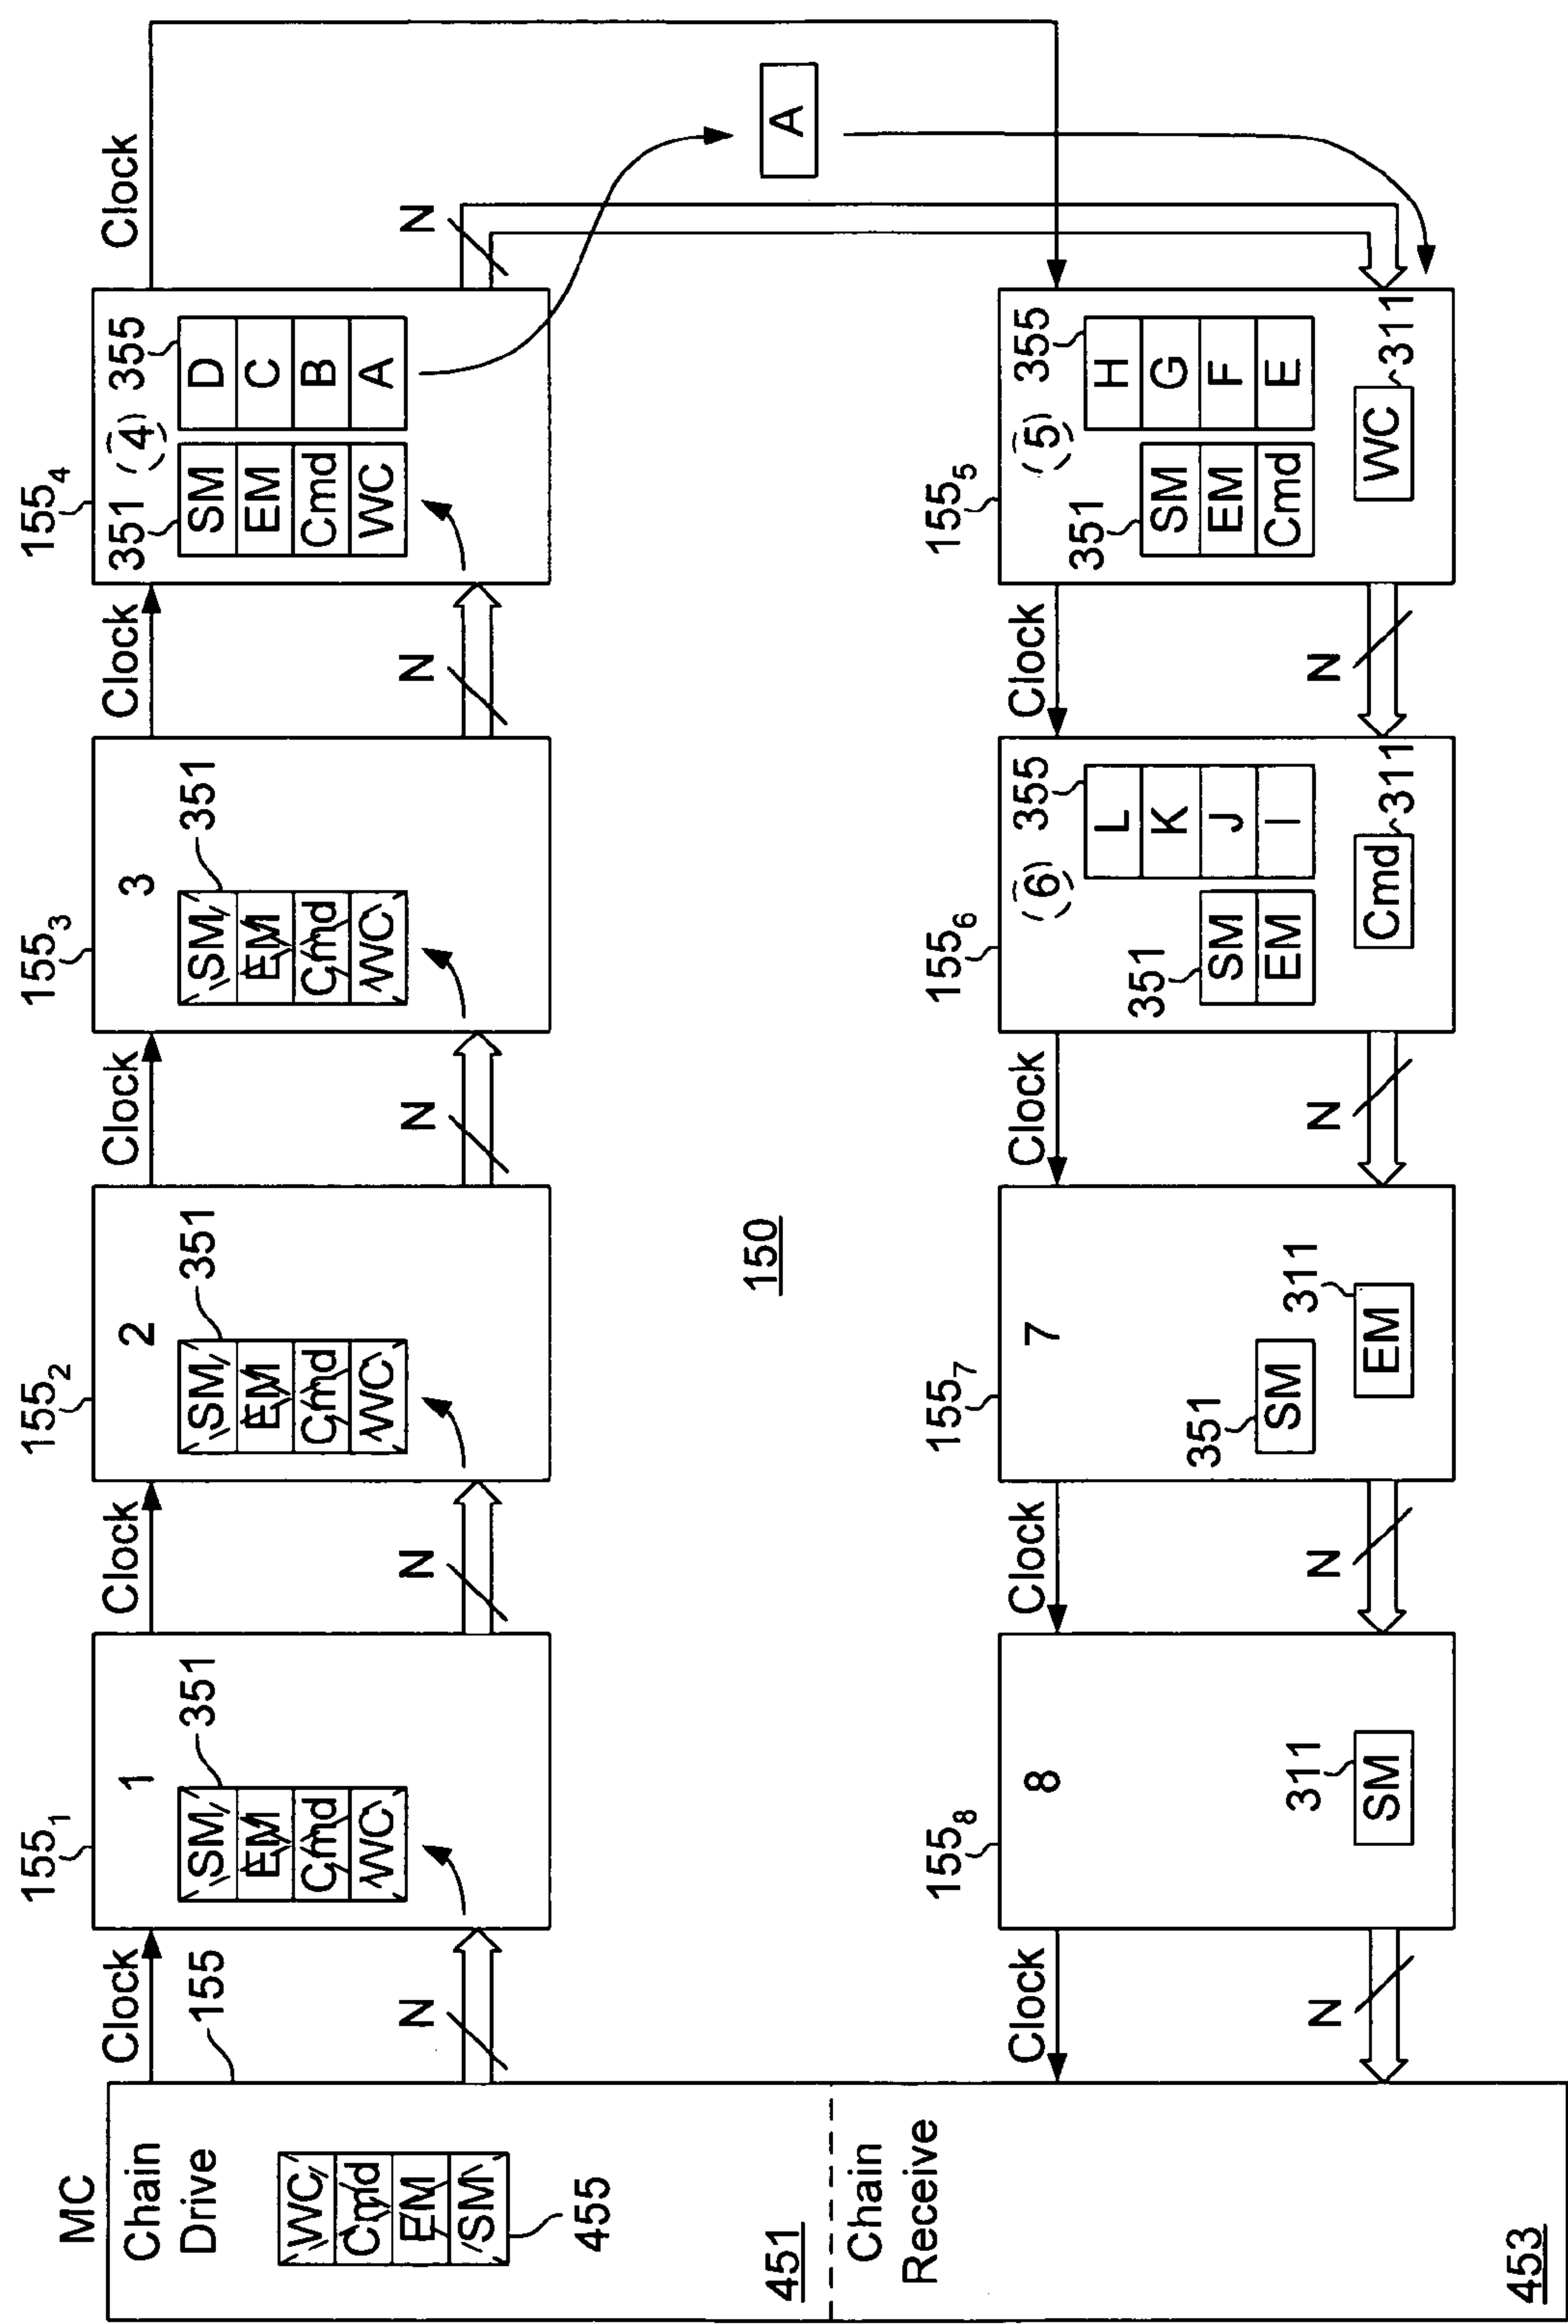 MC
Chain
Drive
WC
Cmd
EM
SM
455
451
Chain
Receive
453
155
Clock
N
155₁
1
351
SM
EM
Cmd
WC
Clock
N
155₂
2
351
SM
EM
Cmd
WC
Clock
N
155₃
3
351
SM
EM
Cmd
WC
Clock
N
155₄
351
4
355
SM
EM
Cmd
WC
D
C
B
A
Clock
N
A
150
155₈
8
311
SM
Clock
N
155₇
7
351
SM
311
EM
Clock
N
155₆
6
355
351
SM
EM
L
K
J
I
Cmd
311
Clock
N
155₅
5
355
351
SM
EM
Cmd
H
G
F
E
WC
311
Clock
N